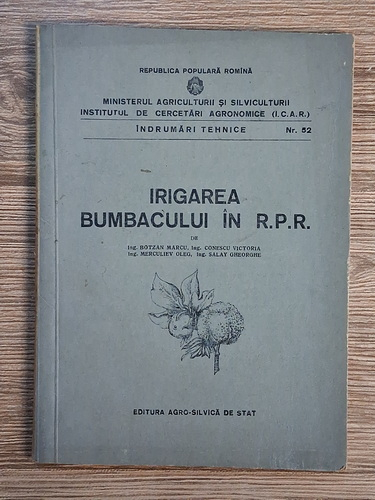 REPUBLICA POPULARĂ ROMÎNĂ
MINISTERUL AGRICULTURII ȘI SILVICULTURII
INSTITUTUL DE CERCETĂRI AGRONOMICE (I.C.A.R.)
ÎNDRUMĂRI TEHNICE Nr. 52
IRIGAREA
BUMBACULUI ÎN R.P.R.
DE
Ing. BOTZAN MARCU, Ing. CONESCU VICTORIA
Ing. MERCULIEV OLEG, Ing. SALAY GHEORGHE
EDITURA AGRO-SILVICĂ DE STAT